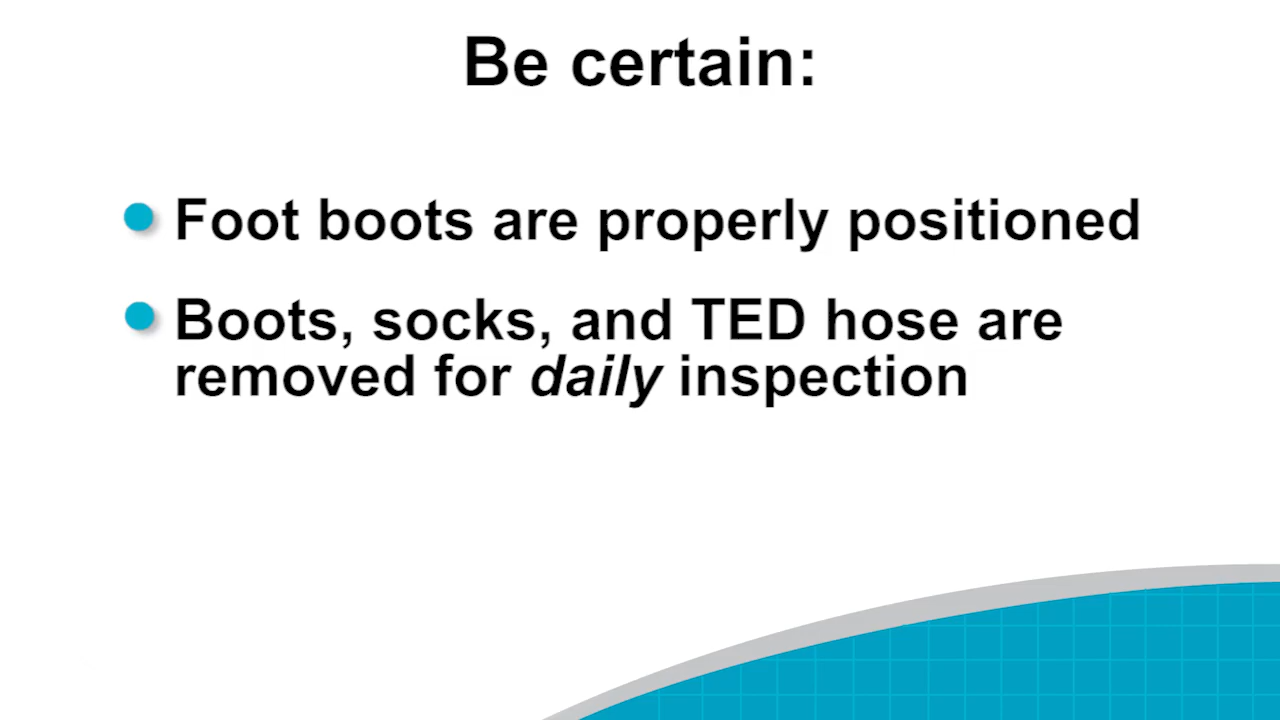 Be certain:
Foot boots are properly positioned
Boots, socks, and TED hose are
removed for daily inspection